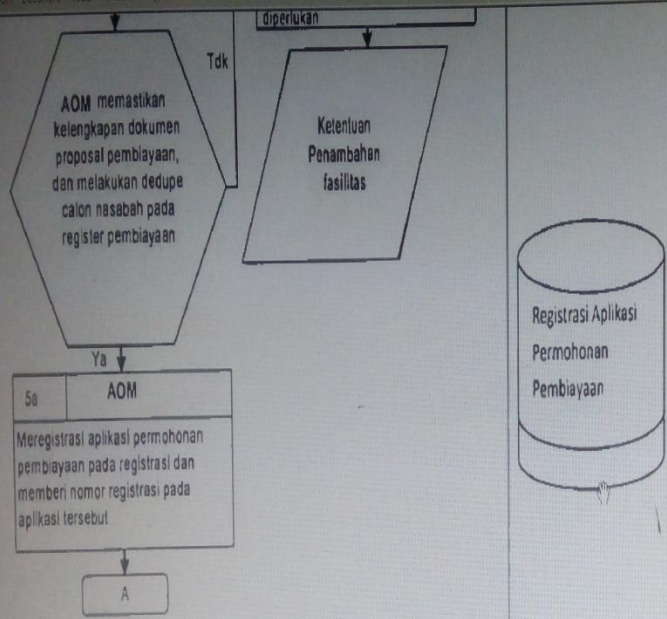 diperlukan
Tdk
AOM memastikan
kelengkapan dokumen
proposal pembiayaan,
dan melakukan dedupe
calon nasabah pada
register pembiayaan
Ketentuan
Penambahan
fasilitas
Ya
5a
AOM
Meregistrasi aplikasi permohonan
pembiayaan pada registrasi dan
memberi nomor registrasi pada
aplikasi tersebut
A
Registrasi Aplikasi
Permohonan
Pembiayaan